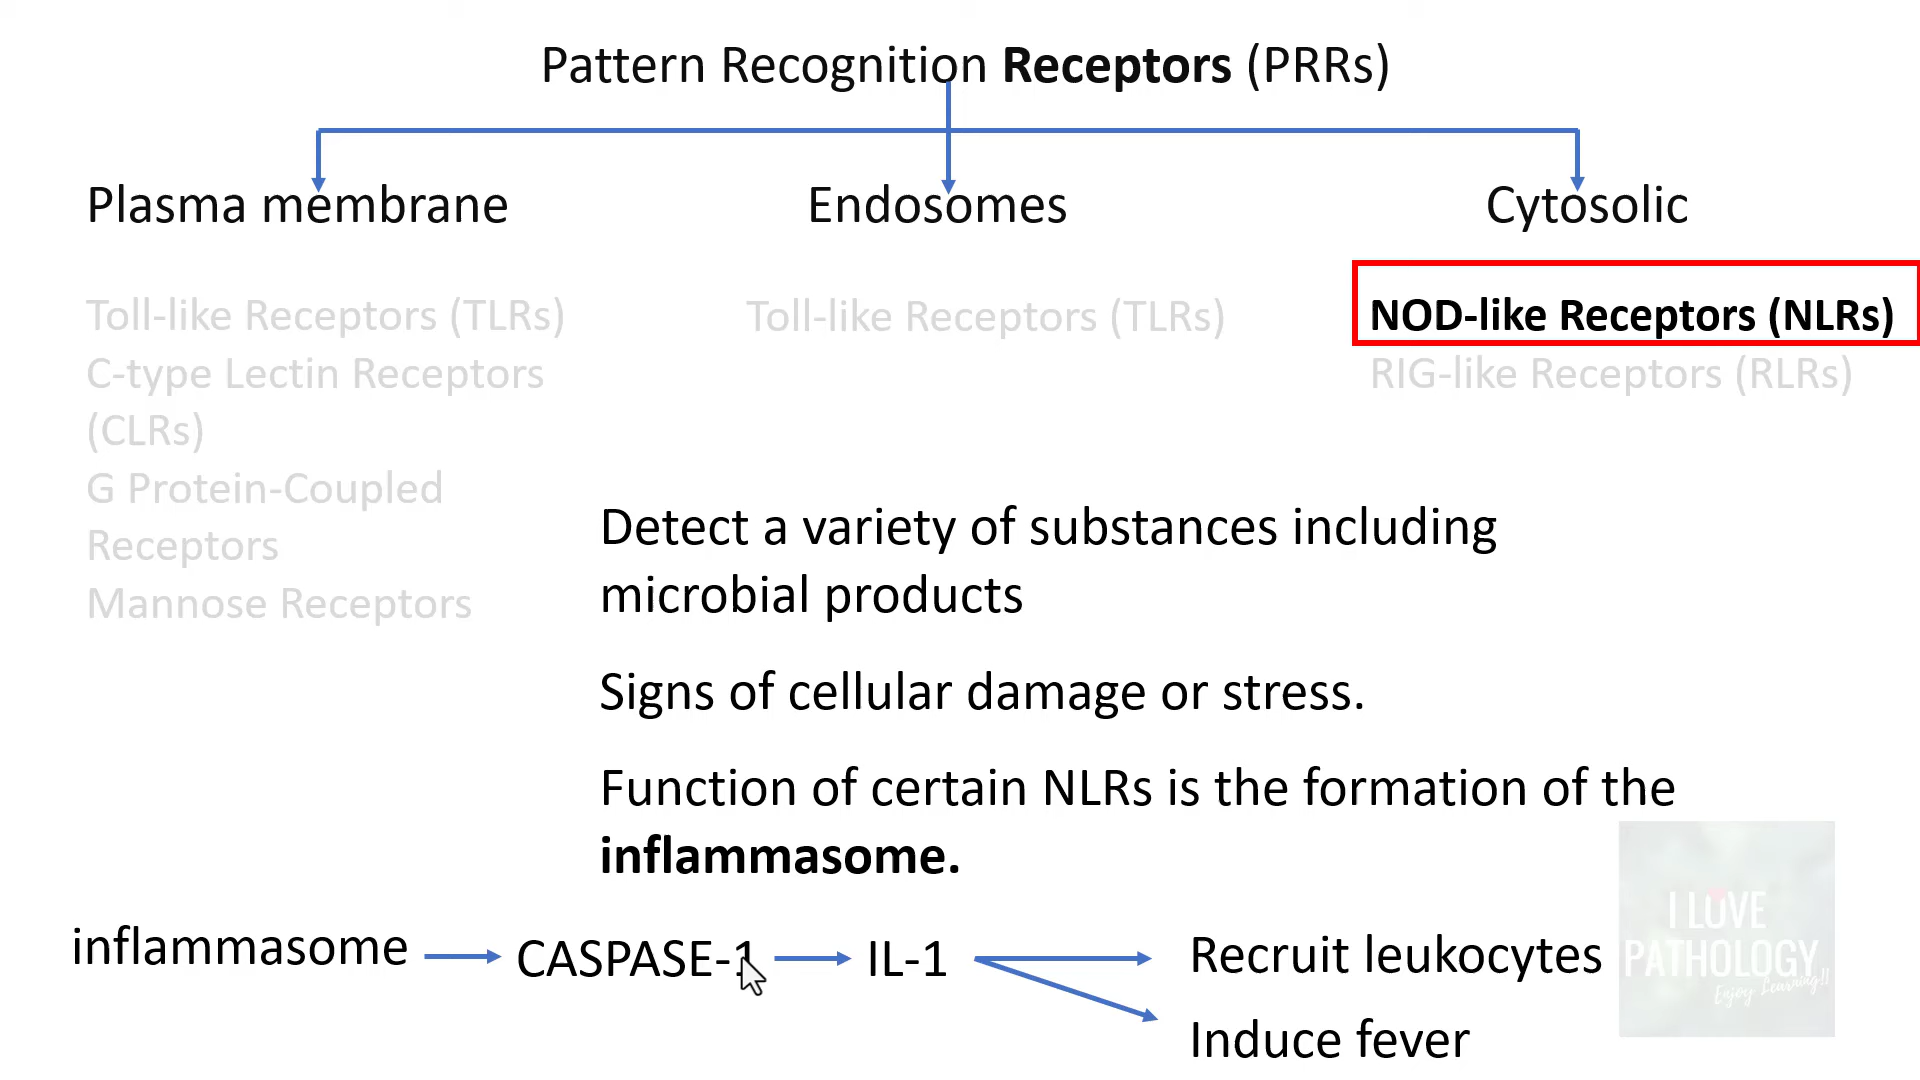 Pattern Recognition Receptors (PRRs)
Plasma membrane
Endosomes
Cytosolic
Toll-like Receptors (TLRs)
C-type Lectin Receptors
(CLRs)
G Protein-Coupled
Receptors
Mannose Receptors
Toll-like Receptors (TLRs)
NOD-like Receptors (NLRs)
RIG-like Receptors (RLRs)
Detect a variety of substances including
microbial products
Signs of cellular damage or stress.
Function of certain NLRs is the formation of the
inflammasome.
inflammasome
CASPASE-1
IL-1
Recruit leukocytes
Induce fever
I LOVE
PATHOLOGY
Enjoy Learning!!